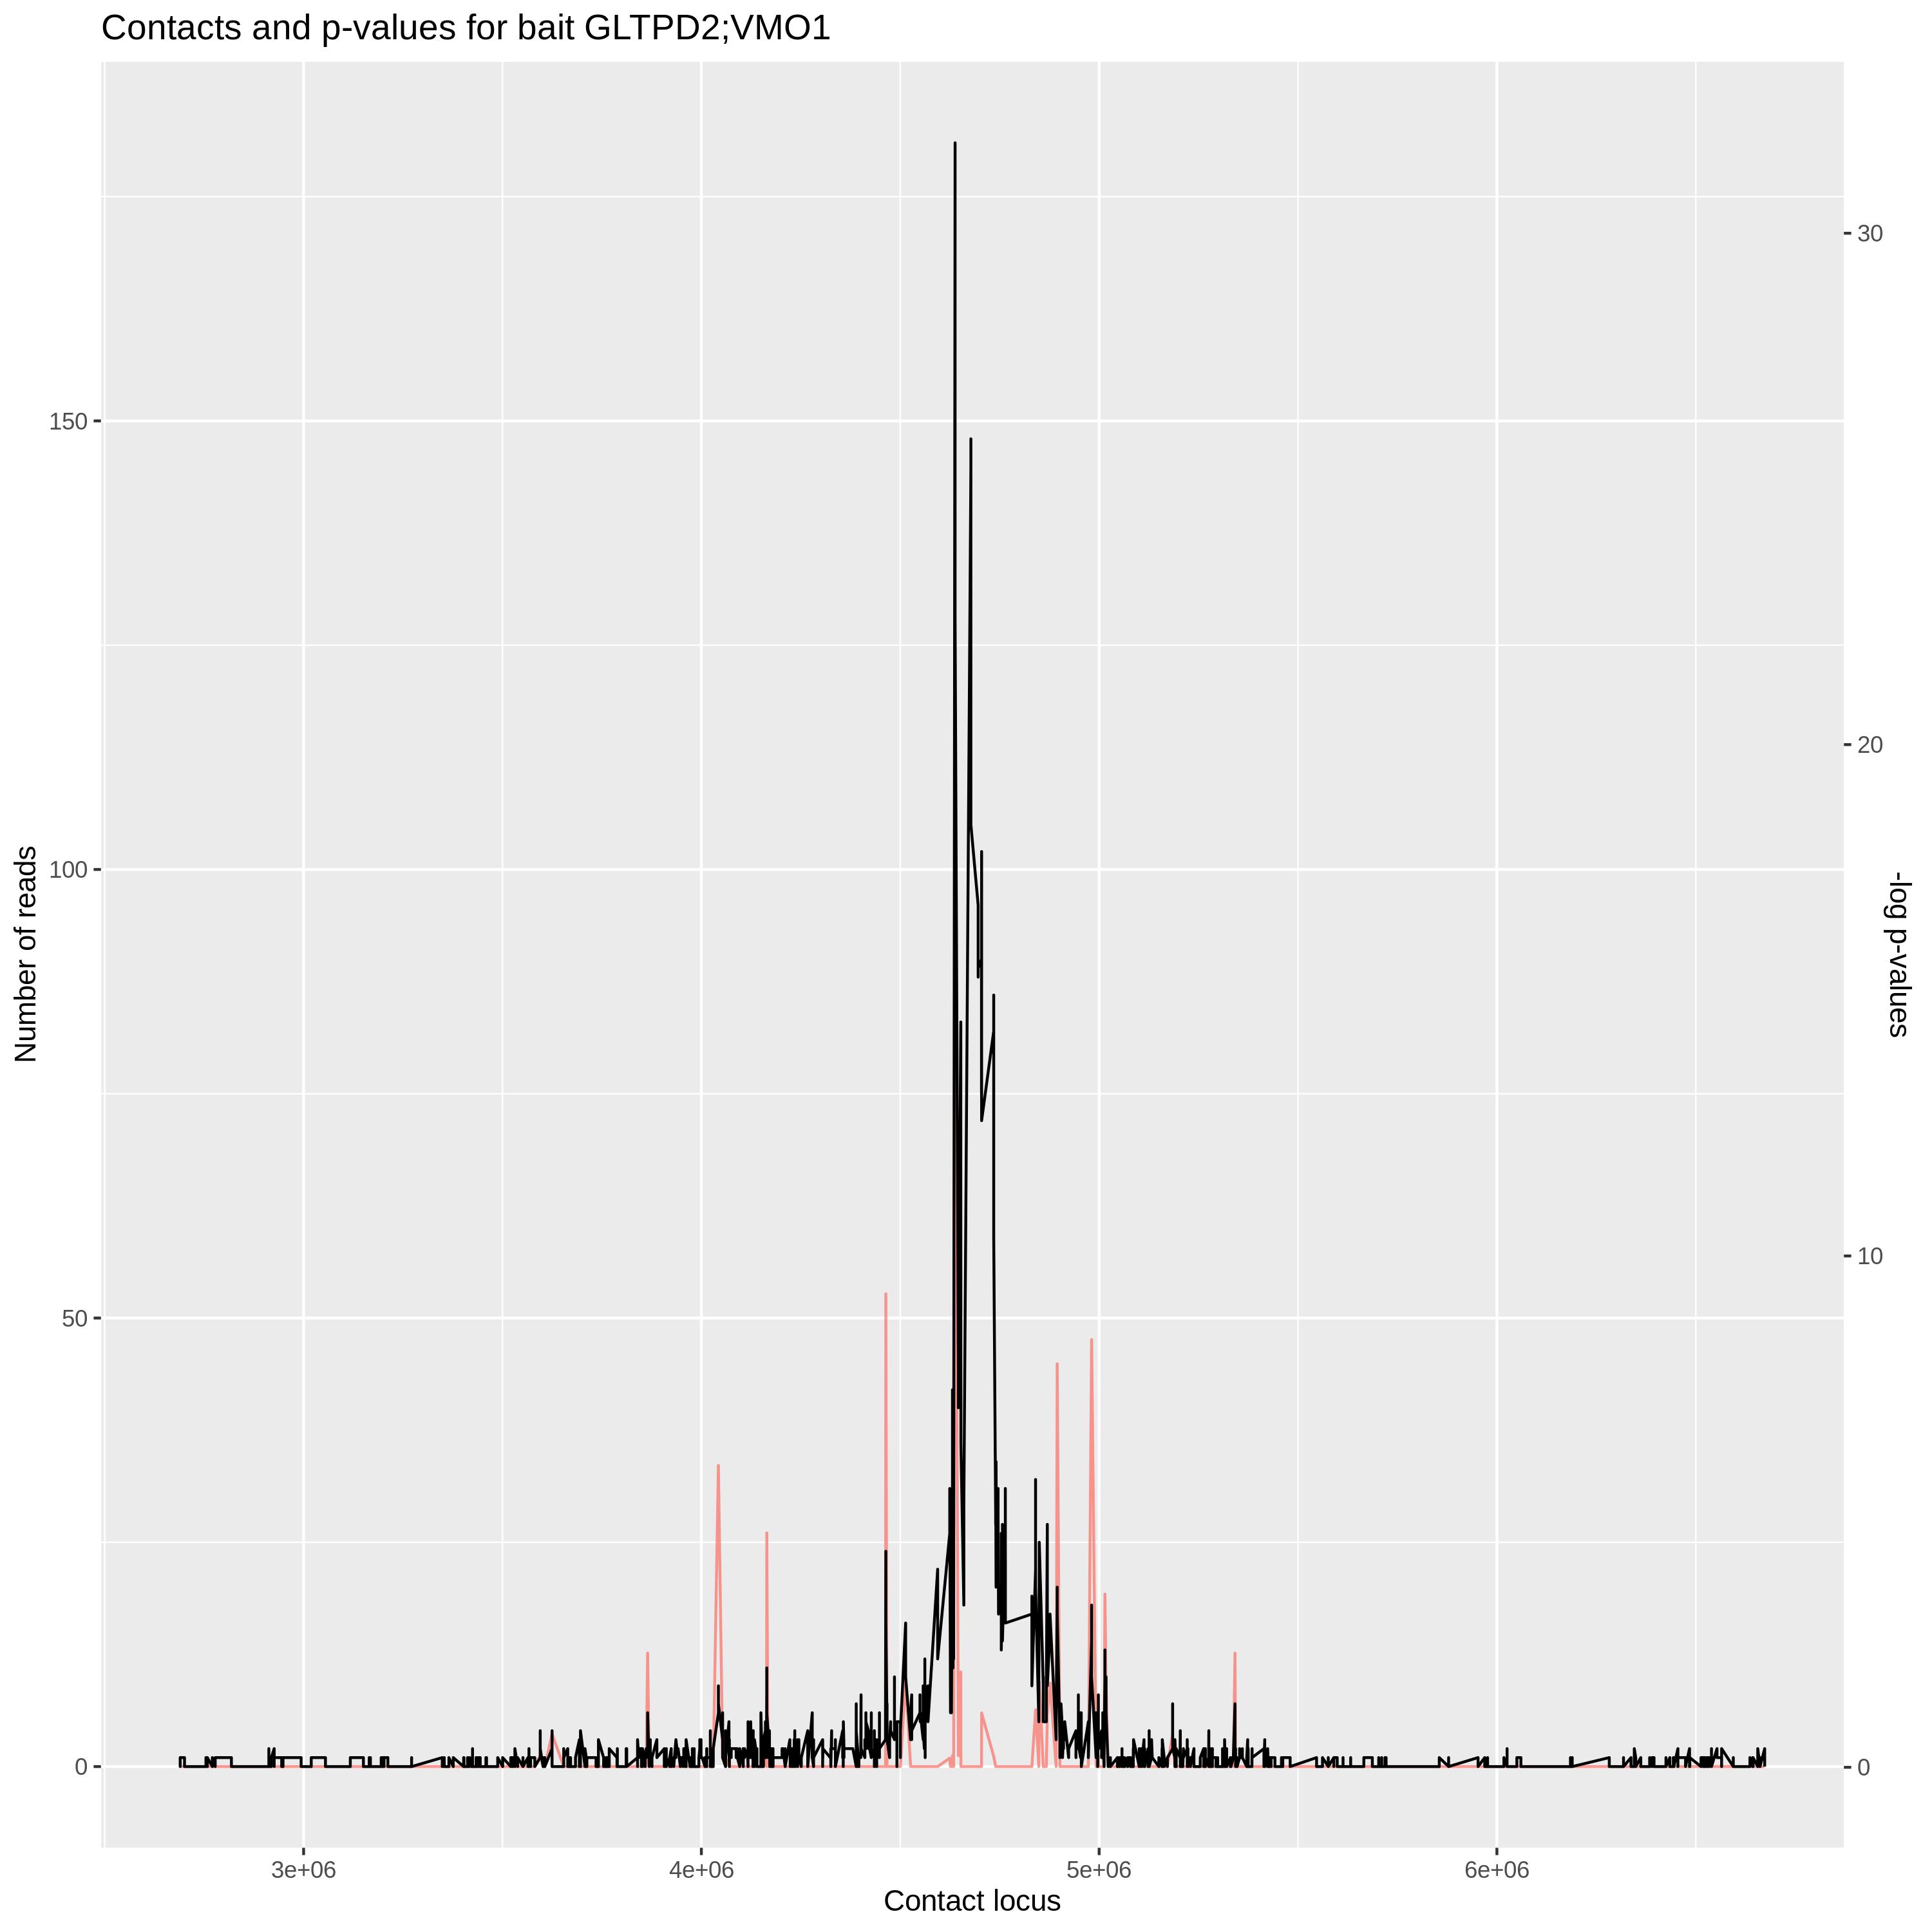 Contacts and p-values for bait GLTPD2;VMO1
Number of reads
150
100
50
0
30
20
10
0
-log p-values
3e+06 4e+06 5e+06 6e+06
Contact locus